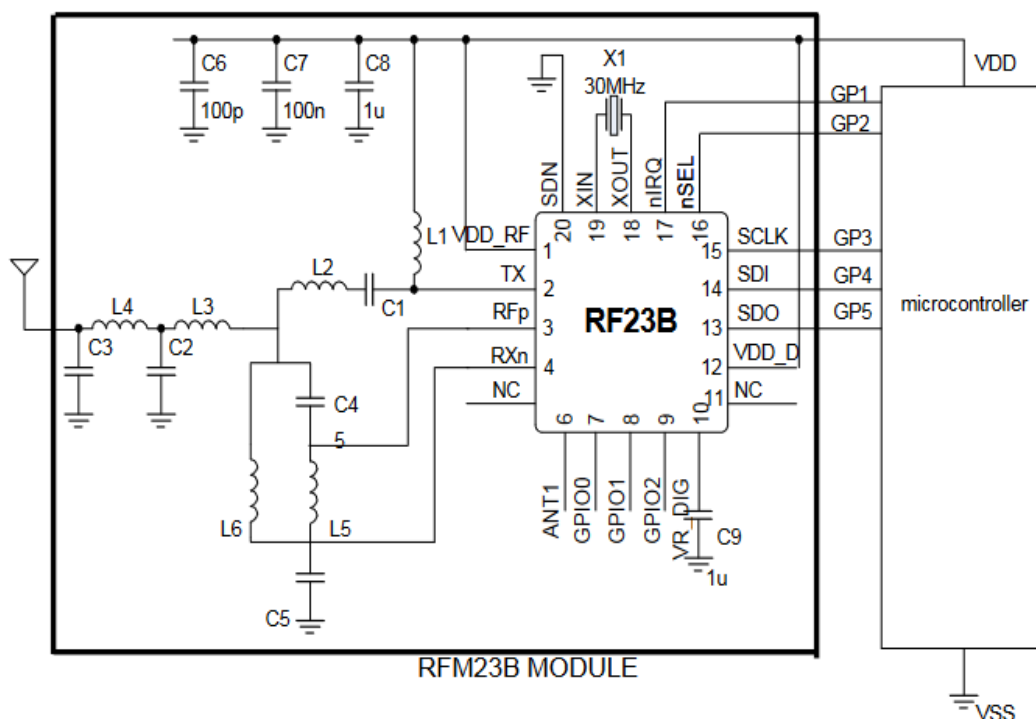 C6
100p
C7
100n
C8
1u
X1
30MHz
VDD
GP1
GP2
SDN
XIN
XOUT
nIRQ
nSEL
20
19
18
17
16
L1
VDD_RF
1
15
SCLK
GP3
L2
C1
TX
2
14
SDI
GP4
microcontroller
L4
L3
RFp
3
RF23B
13
SDO
GP5
C3
C2
RXn
4
12
VDD_D
NC
11
NC
C4
5
6
7
8
9
10
ANT1
GPIO0
GPIO1
GPIO2
VR_DIG
C9
1u
L6
L5
C5
RFM23B MODULE
VSS